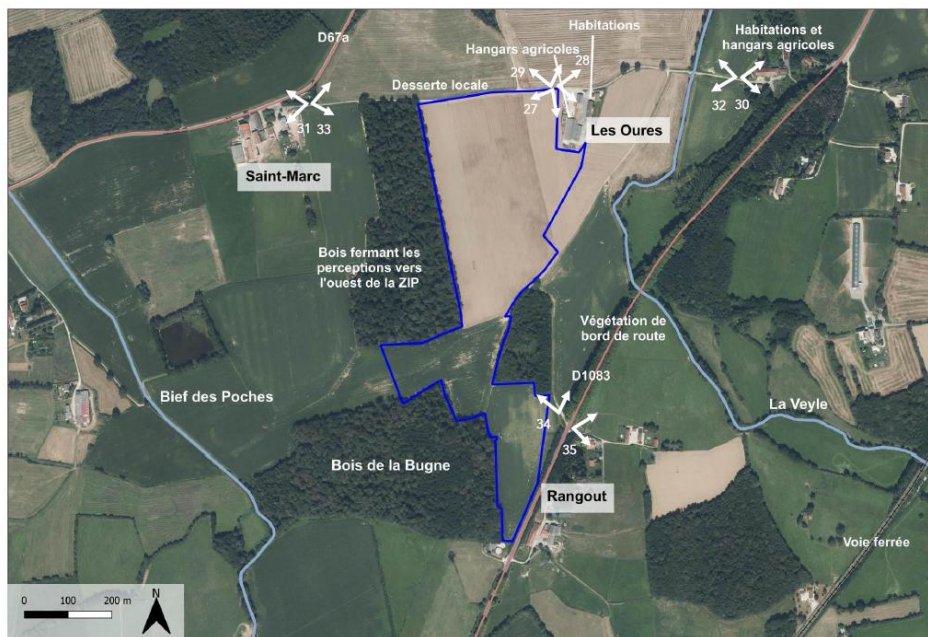 D67a
Habitations
Hangars agricoles
28
29
27
Desserte locale
Habitations et
hangars agricoles
32
30
31
33
Les Oures
Saint-Marc
Bois fermant les
perceptions vers
l'ouest de la ZIP
Végétation de
bord de route
D1083
Bief des Poches
La Veyle
34
35
Bois de la Bugne
Rangout
Voie ferrée
0 100 200 m
N